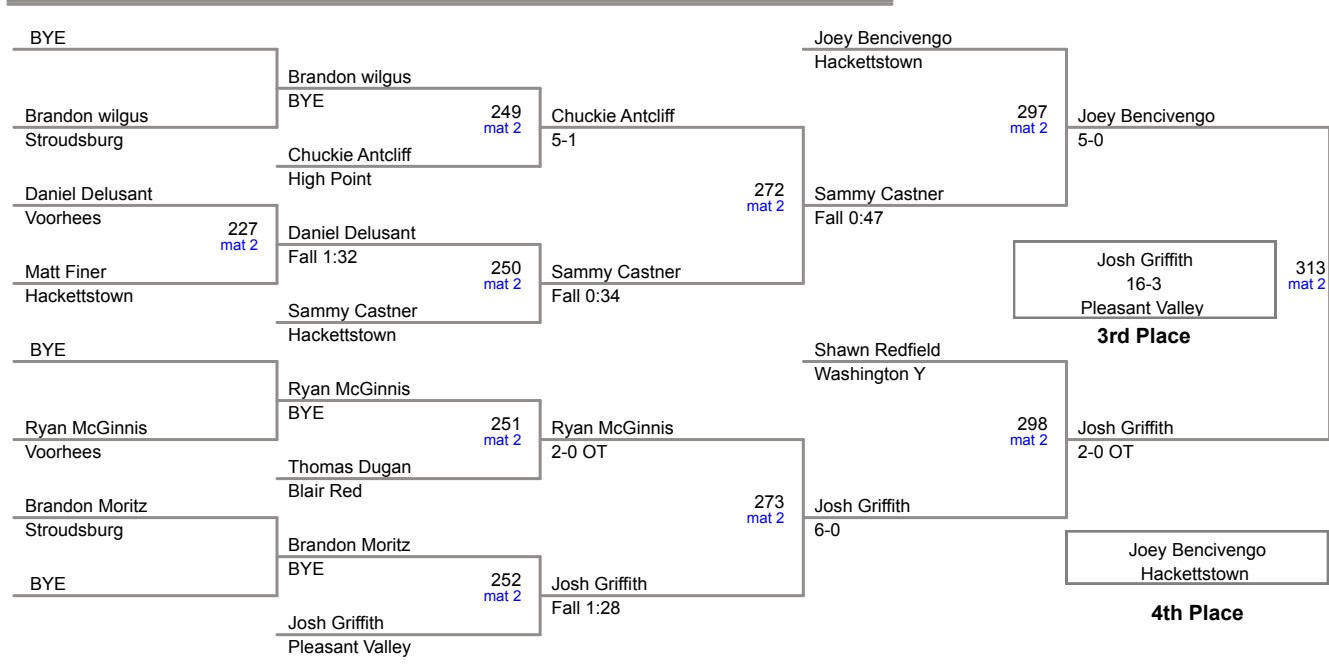 BYE
Brandon wilgus
Stroudsburg
Daniel Delusant
Voorhees
227
mat 2
Matt Finer
Hackettstown
BYE
Ryan McGinnis
Voorhees
Brandon Moritz
Stroudsburg
BYE
Brandon wilgus
BYE
249
mat 2
Chuckie Antcliff
High Point
Daniel Delusant
Fall 1:32
250
mat 2
Sammy Castner
Hackettstown
Ryan McGinnis
BYE
251
mat 2
Thomas Dugan
Blair Red
Brandon Moritz
BYE
252
mat 2
Josh Griffith
Pleasant Valley
Chuckie Antcliff
5-1
272
mat 2
Sammy Castner
Fall 0:34
Ryan McGinnis
2-0 OT
273
mat 2
Josh Griffith
Fall 1:28
Joey Bencivengo
Hackettstown
297
mat 2
Sammy Castner
Fall 0:47
Shawn Redfield
Washington Y
298
mat 2
Josh Griffith
6-0
Joey Bencivengo
5-0
Josh Griffith
16-3
Pleasant Valley
313
mat 2
3rd Place
Josh Griffith
2-0 OT
Joey Bencivengo
Hackettstown
4th Place